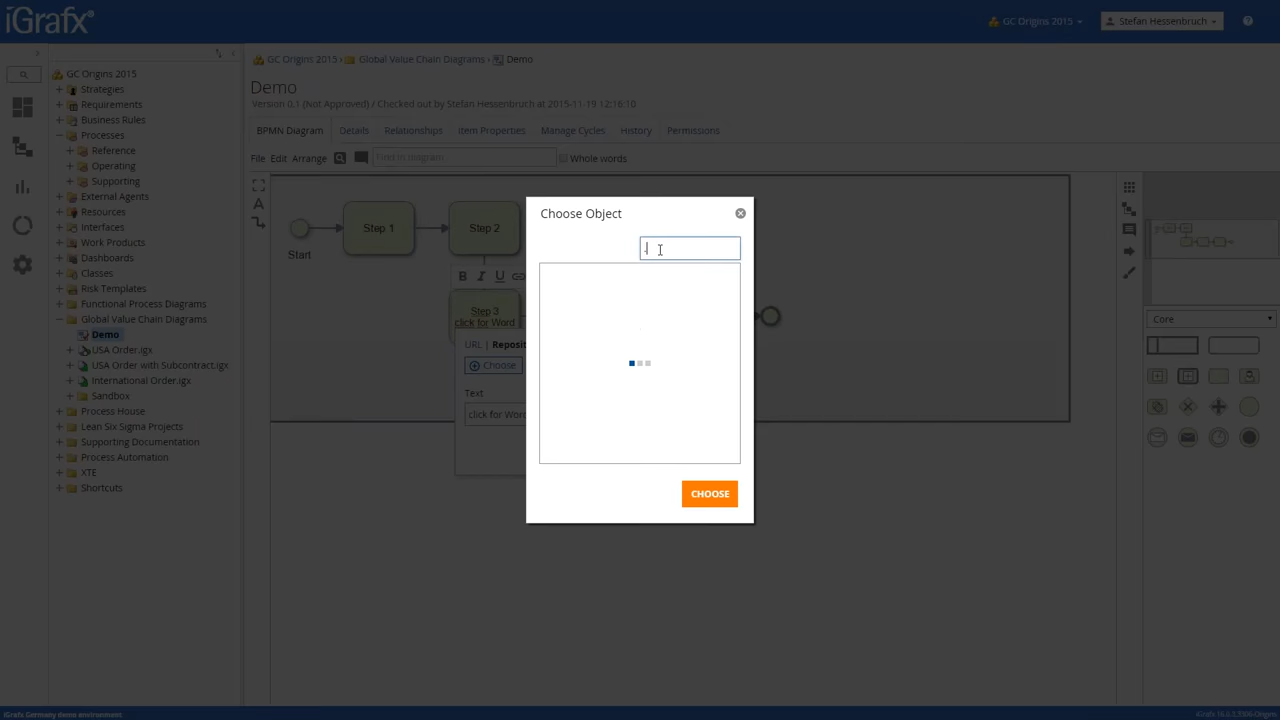 iGrafx®
GC Origins 2015
Stefan Hessenbruch
GC Origins 2015
Strategies
Requirements
Business Rules
Processes
Reference
Operating
Supporting
External Agents
Resources
Interfaces
Work Products
Dashboards
Classes
Risk Templates
Functional Process Diagrams
Global Value Chain Diagrams
Demo
USA Order.igx
USA Order with Subcontract.igx
International Order.igx
Sandbox
Process House
Lean Six Sigma Projects
Supporting Documentation
Process Automation
XTE
Shortcuts
GC Origins 2015 › Global Value Chain Diagrams › Demo
Demo
Version 0.1 (Not Approved) / Checked out by Stefan Hessenbruch at 2015-11-19 12:16:10
BPMN Diagram Details Relationships Item Properties Manage Cycles History Permissions
File Edit Arrange Find in diagram... Whole words
Start
Step 1
Step 2
B I U
Step 3
click for Word
URL | Reposit
Choose
Text
click for Word
Choose Object
CHOOSE
Core
iGrafx Germany demo environment